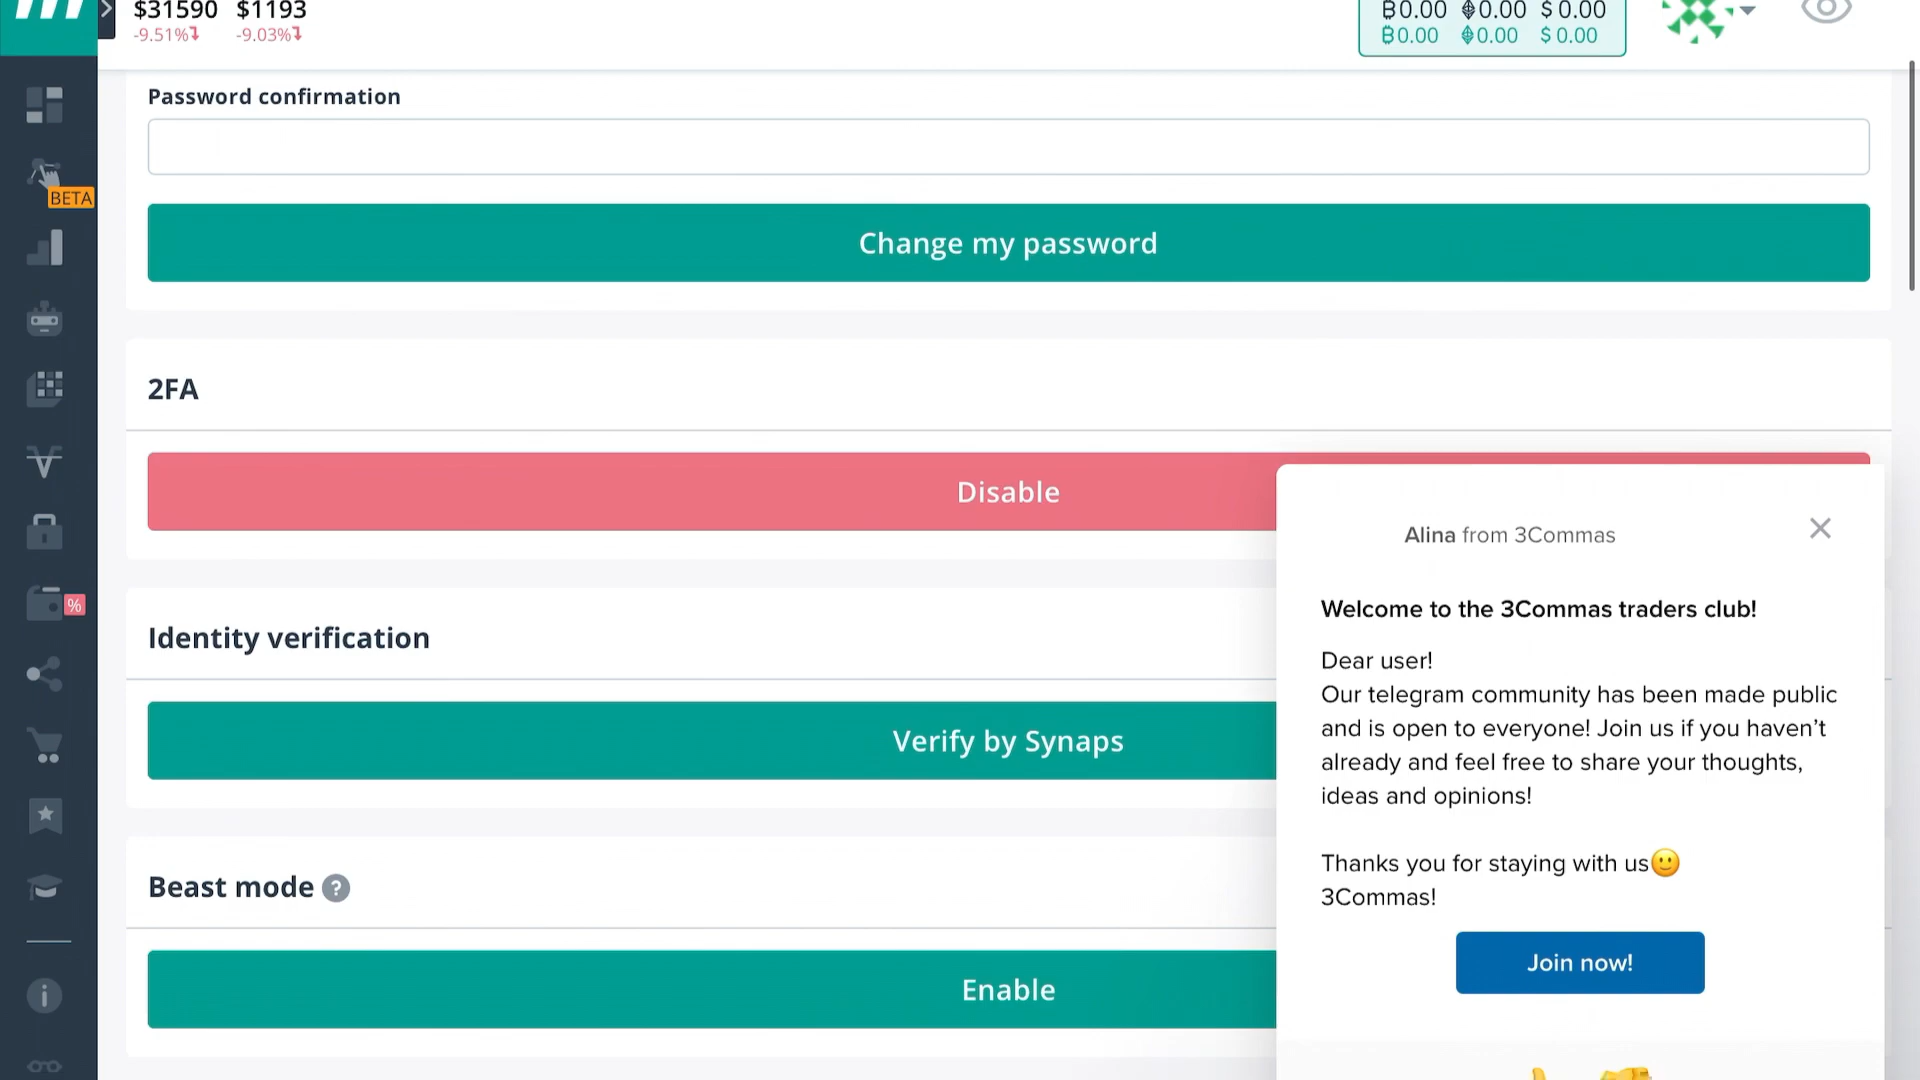 $31590 $1193
-9.51% -9.03%
0.00 0.00 $ 0.00
0.00 0.00 $ 0.00
Password confirmation
BETA
Change my password
2FA
Disable
Alina from 3Commas
Welcome to the 3Commas traders club!
%
Identity verification
Dear user!
Our telegram community has been made public
and is open to everyone! Join us if you haven’t
already and feel free to share your thoughts,
ideas and opinions!
Verify by Synaps
Thanks you for staying with us🙂
3Commas!
Beast mode ?
Join now!
Enable